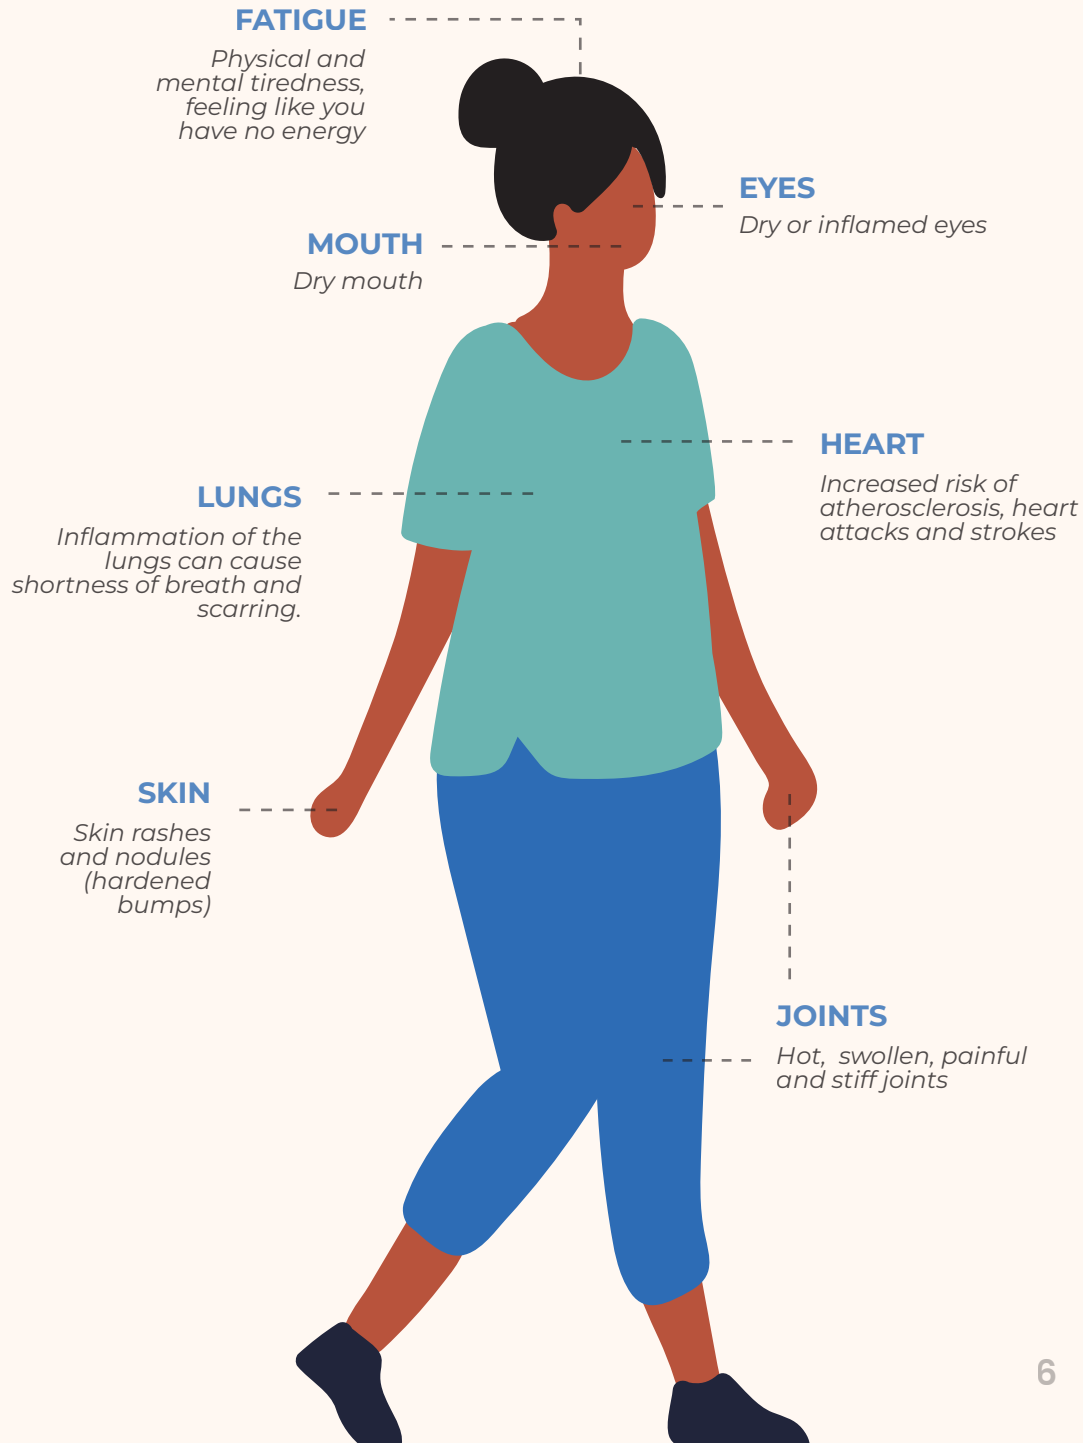 FATIGUE
Physical and
mental tiredness,
feeling like you
have no energy
EYES
Dry or inflamed eyes
MOUTH
Dry mouth
HEART
Increased risk of
atherosclerosis, heart
attacks and strokes
LUNGS
Inflammation of the
lungs can cause
shortness of breath and
scarring.
SKIN
Skin rashes
and nodules
(hardened
bumps)
JOINTS
Hot,  swollen, painful
and stiff joints
6